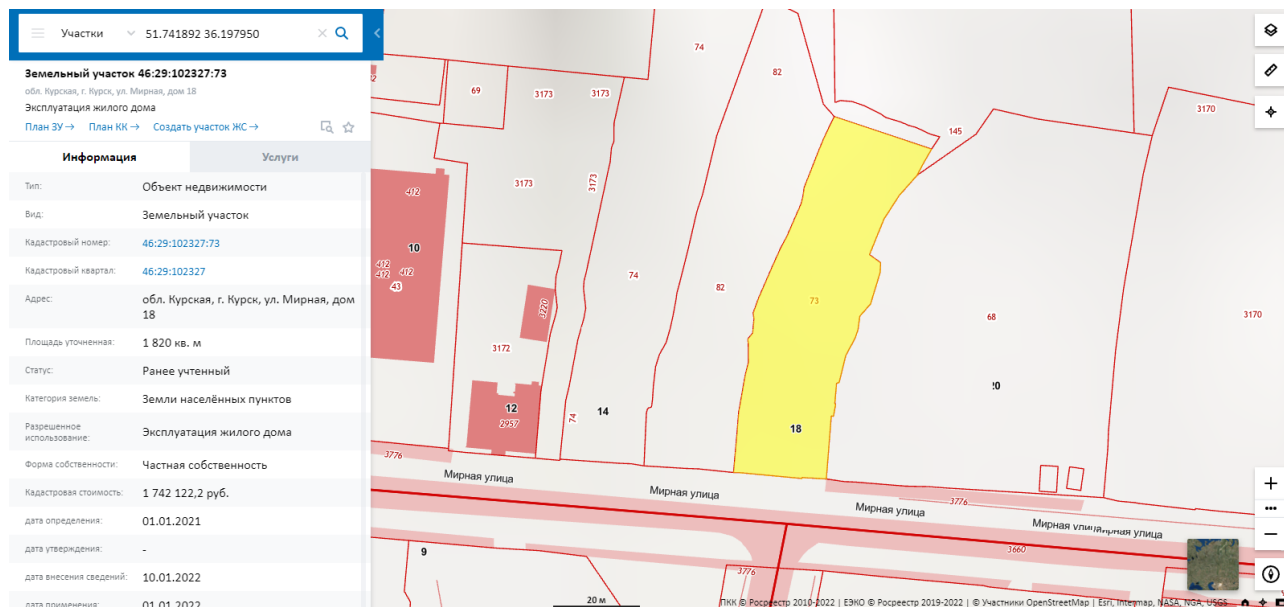 Участки 51.741892 36.197950
Земельный участок 46:29:102327:73
обл. Курская, г. Курск, ул. Мирная, дом 18
Эксплуатация жилого дома
План ЗУ → План КК → Создать участок ЖС →
Информация Услуги
Тип: Объект недвижимости
Вид: Земельный участок
Кадастровый номер: 46:29:102327:73
Кадастровый квартал: 46:29:102327
Адрес: обл. Курская, г. Курск, ул. Мирная, дом
18
Площадь уточненная: 1 820 кв. м
Статус: Ранее учтенный
Категория земель: Земли населённых пунктов
Разрешенное
использование: Эксплуатация жилого дома
Форма собственности: Частная собственность
Кадастровая стоимость: 1 742 122,2 руб.
дата определения: 01.01.2021
дата утверждения: -
дата внесения сведений: 10.01.2022
дата применения: 01.01.2022
74
82
69
3173
3173
3170
145
3173
3173
412
10
412
412
412
43
74
82
73
68
3170
3220
3172
20
12
2957
74
14
18
3776
Мирная улица
Мирная улица
Мирная улица
3776
Мирная улица
3660
9
3776
20 м
ПКК © Росреестр 2010-2022 | ЕЭКО © Росреестр 2019-2022 | © Участники OpenStreetMap | Esri, Intermap, NASA, NGA, USGS